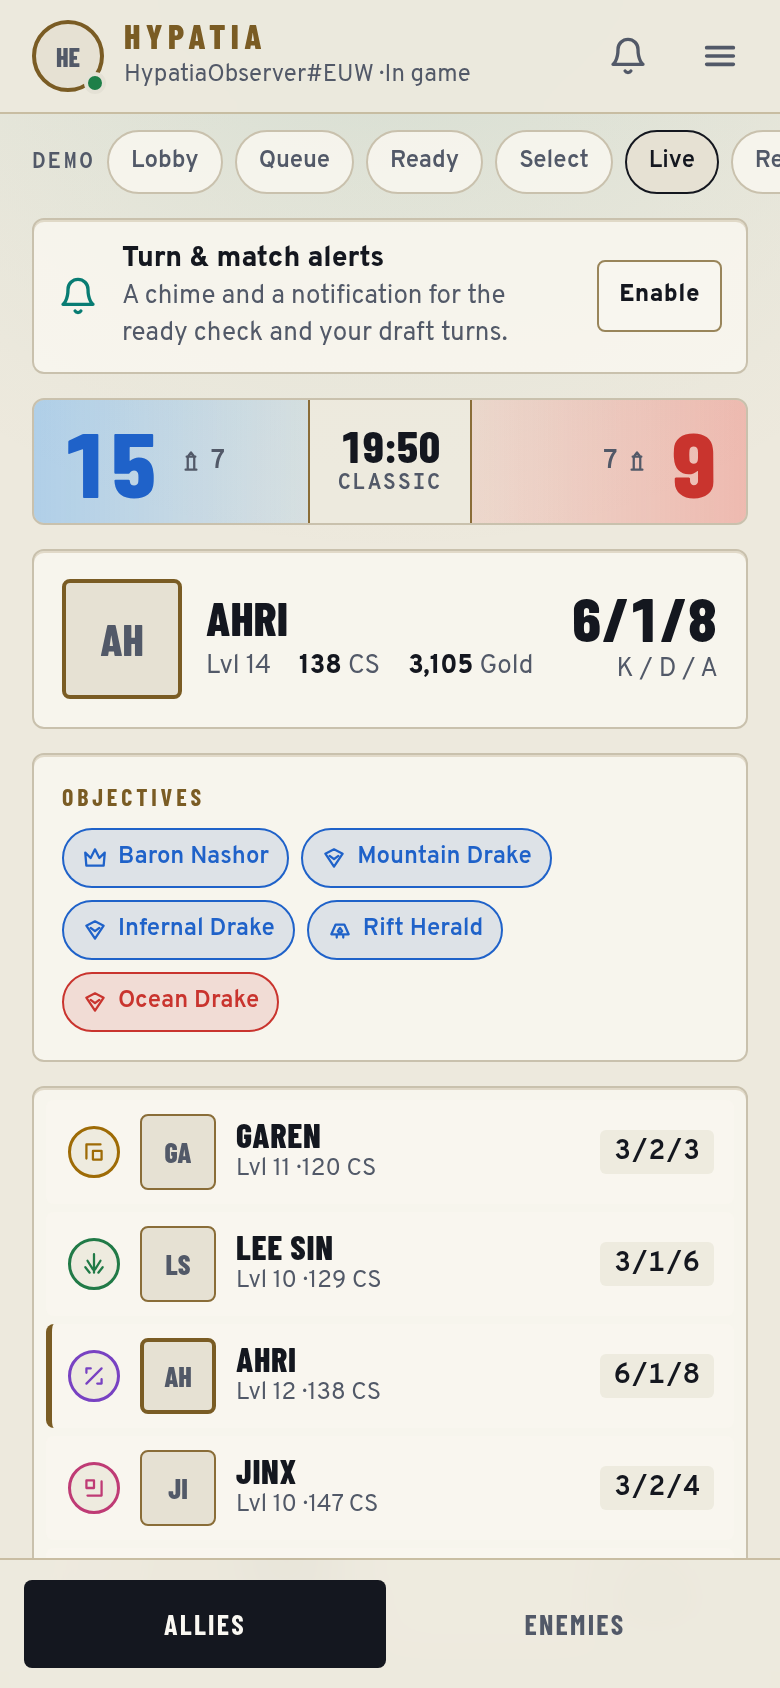 HE
HYPATIA
HypatiaObserver#EUW ·In game
DEMO
Lobby
Queue
Ready
Select
Live
Re
Turn & match alerts
A chime and a notification for the
ready check and your draft turns.
Enable
15
7
19:50
CLASSIC
7
9
AH
AHRI
Lvl 14 138 CS 3,105 Gold
6/1/8
K / D / A
OBJECTIVES
Baron Nashor
Mountain Drake
Infernal Drake
Rift Herald
Ocean Drake
GA
GAREN
Lvl 11 ·120 CS
3/2/3
LS
LEE SIN
Lvl 10 ·129 CS
3/1/6
AH
AHRI
Lvl 12 ·138 CS
6/1/8
JI
JINX
Lvl 10 ·147 CS
3/2/4
ALLIES
ENEMIES